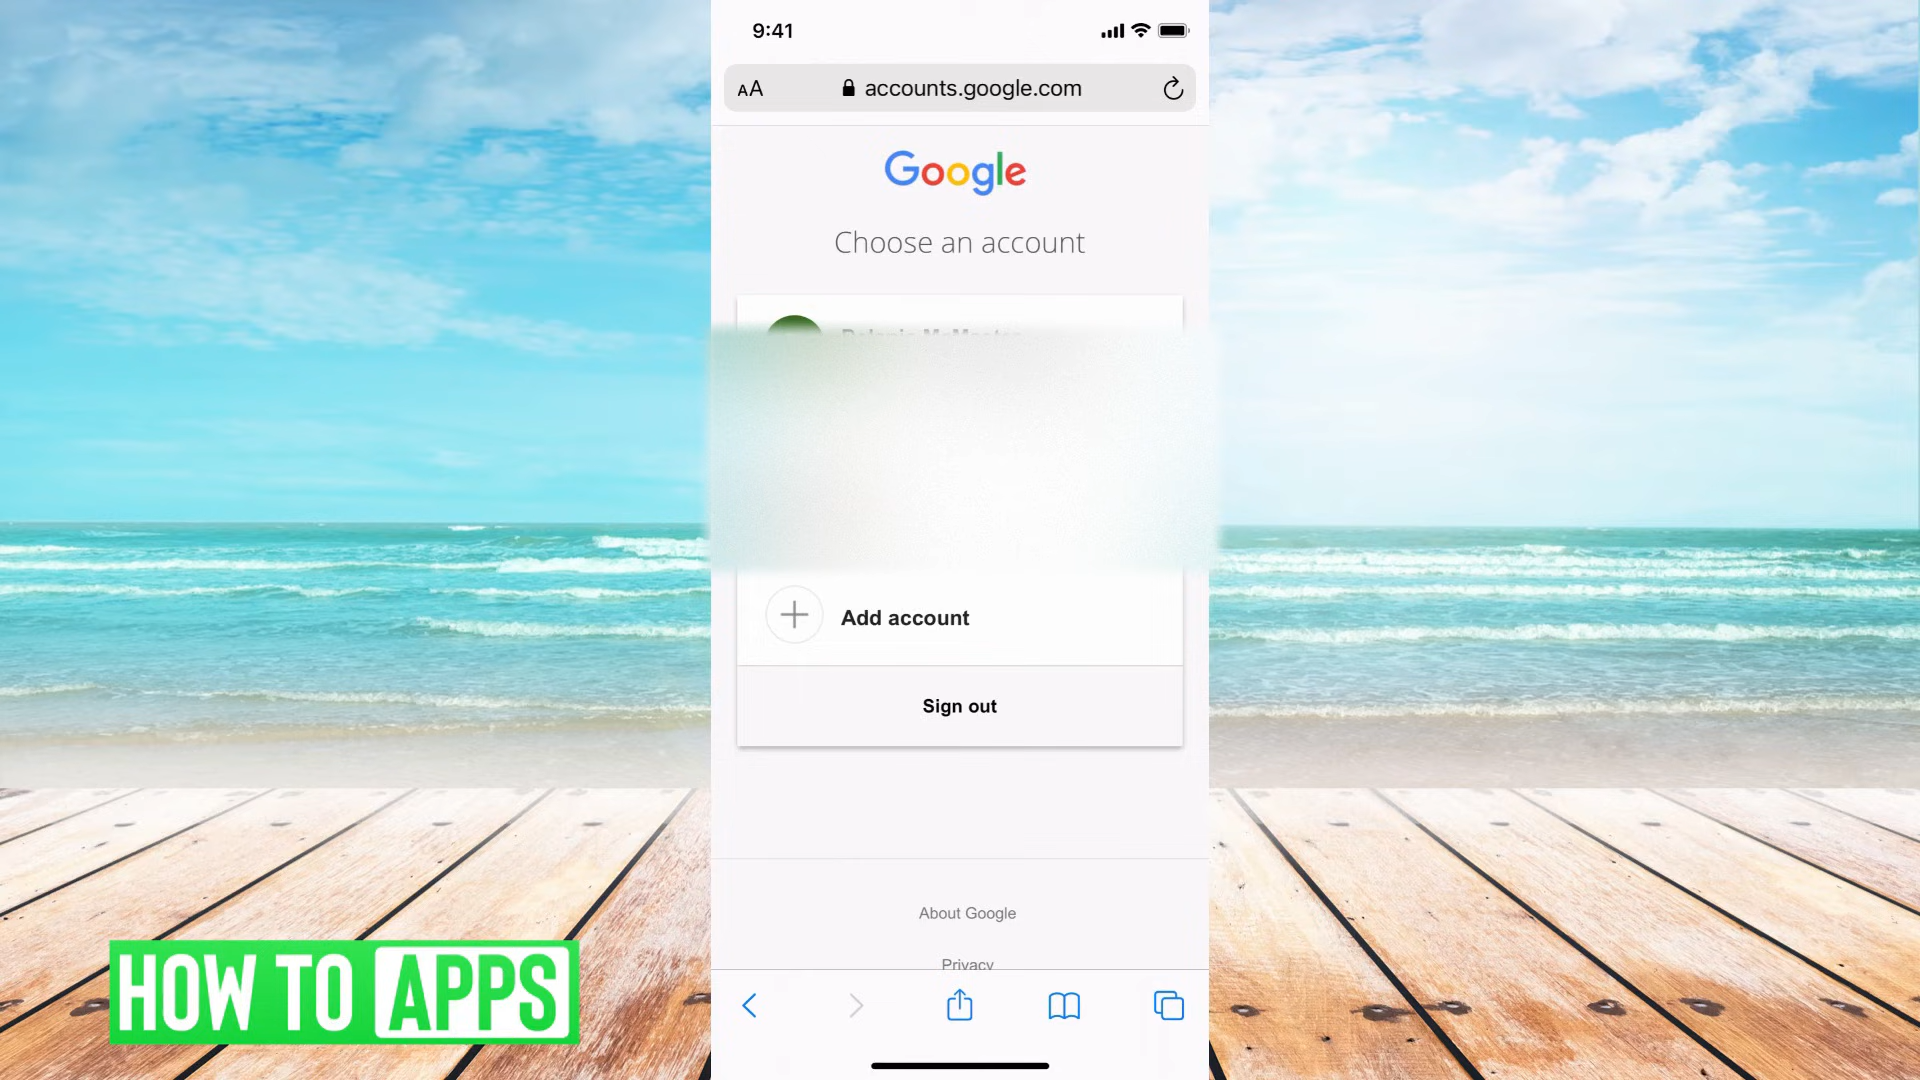 9:41
AA accounts.google.com
Google
Choose an account
Add account
Sign out
About Google
Privacy
HOW TO APPS